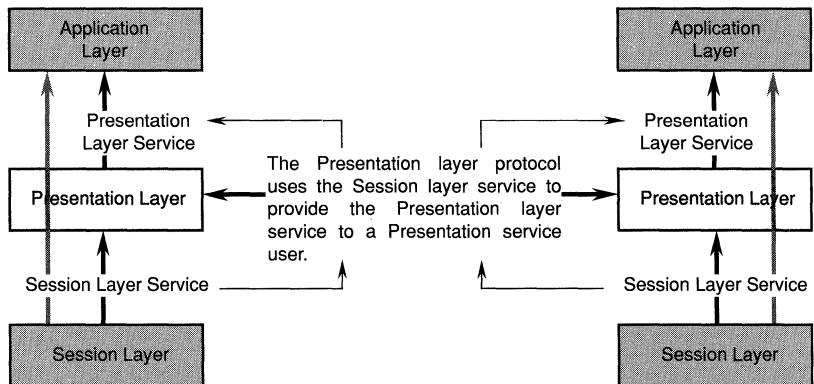 Application
Layer
Application
Layer
Presentation
Layer Service
Presentation
Layer Service
Presentation Layer
The Presentation layer protocol
uses the Session layer service to
provide the Presentation layer
service to a Presentation service
user.
Presentation Layer
Session Layer Service
Session Layer Service
Session Layer
Session Layer